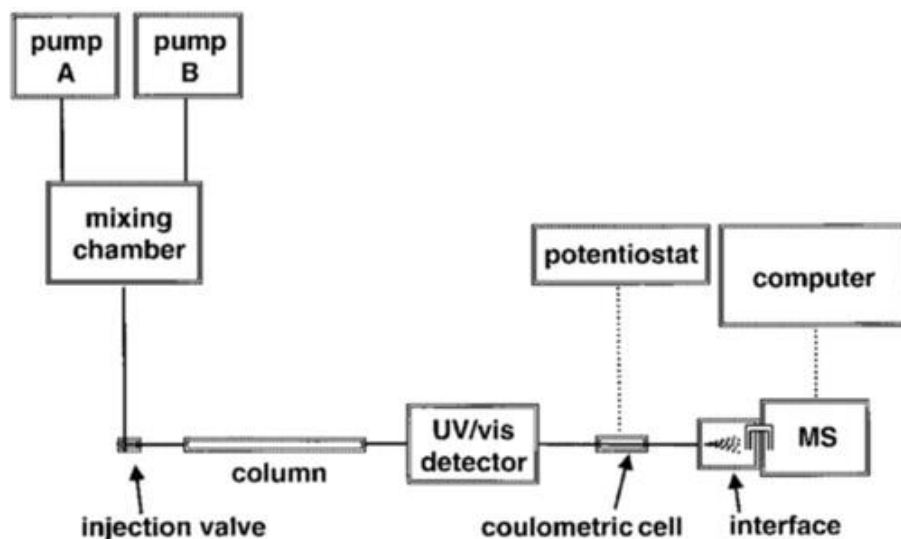 pump
A
pump
B
mixing
chamber
potentiostat
computer
UV/vis
detector
MS
column
injection valve
coulometric cell
interface